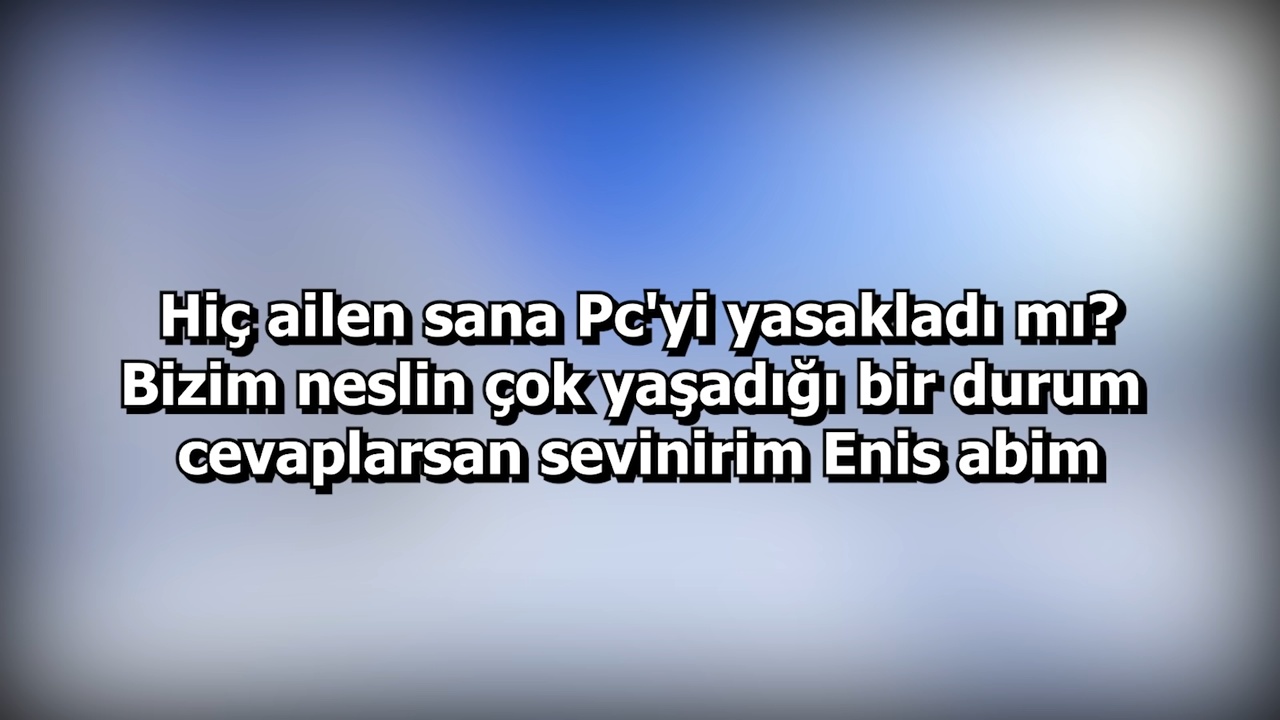 Hiç ailen sana Pc'yi yasakladı mı?
Bizim neslin çok yaşadığı bir durum
cevaplarsan sevinirim Enis abim